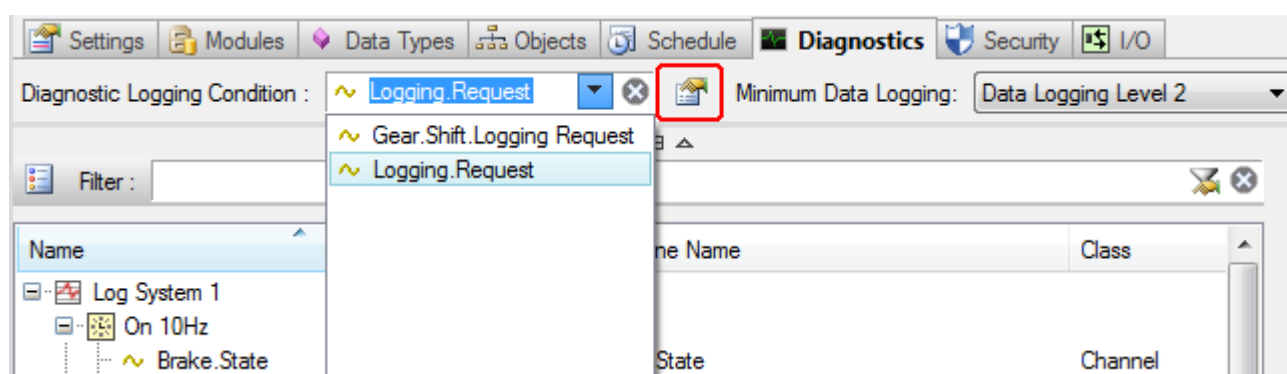 Settings Modules Data Types Objects Schedule Diagnostics Security I/O
Diagnostic Logging Condition : Logging.Request Minimum Data Logging: Data Logging Level 2
Gear.Shift.Logging Request
Logging.Request
Filter :
Name ne Name Class
Log System 1
On 10Hz
Brake.State State Channel